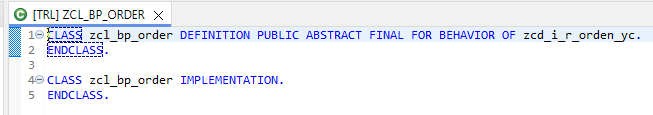 [TRL] ZCL_BP_ORDER
1 CLASS zcl_bp_order DEFINITION PUBLIC ABSTRACT FINAL FOR BEHAVIOR OF zcd_i_r_orden_yc.
2 ENDCLASS.
3
4 CLASS zcl_bp_order IMPLEMENTATION.
5 ENDCLASS.